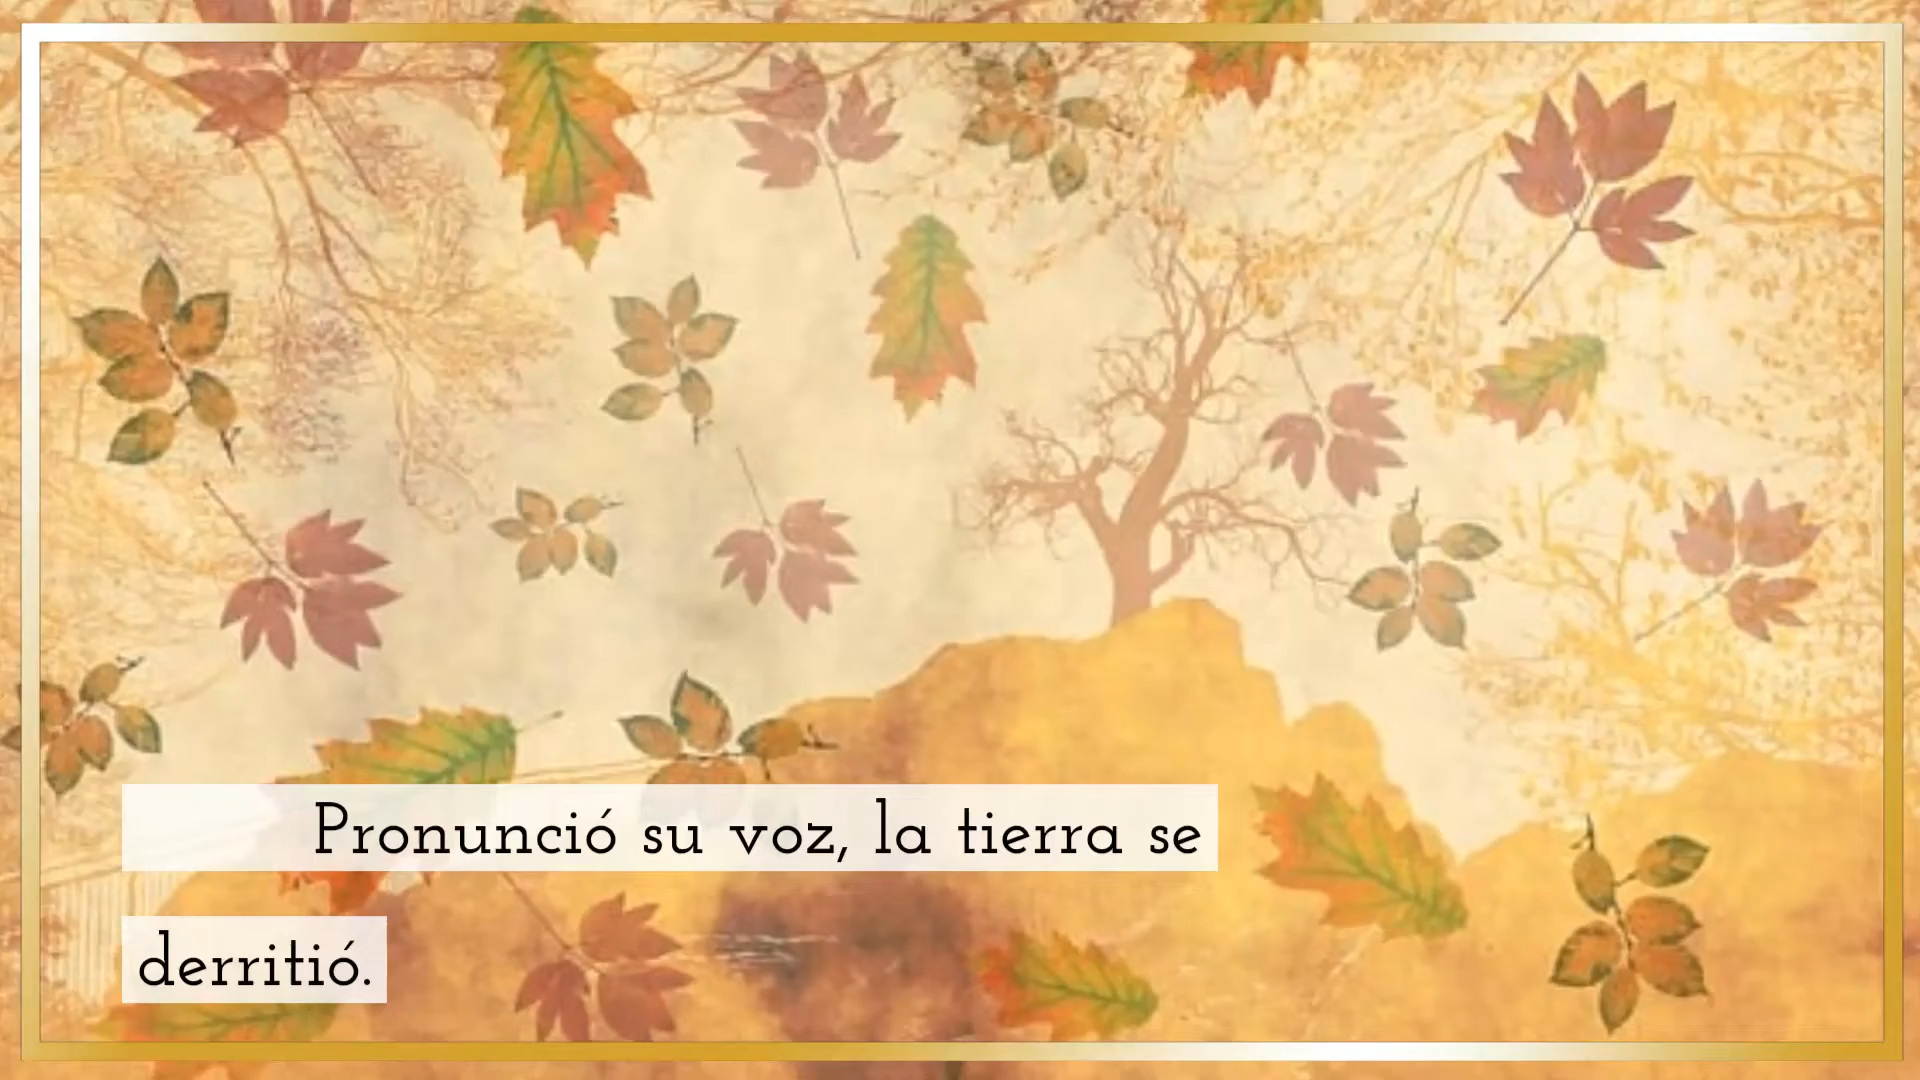 Pronunció su voz, la tierra se
derritió.